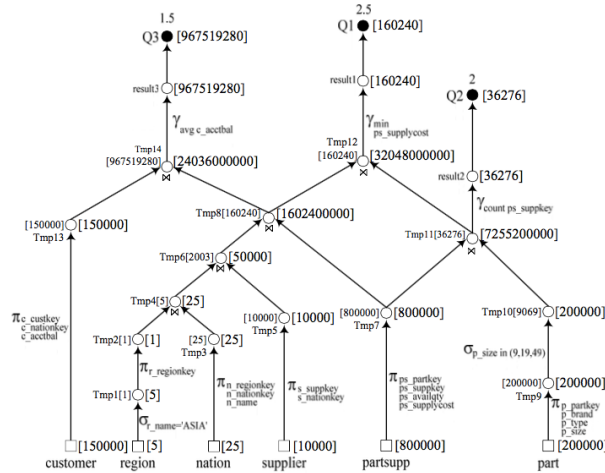 1.5
Q3 [967519280]
2.5
Q1 [160240]
2
Q2 [36276]
result3 [967519280]
result1 [160240]
result2 [36276]
γavg c_acctbal
γmin ps_supplycost
γcount ps_suppkey
Tmp14
[967519280] [24036000000]
⋈
Tmp12
[160240] [32048000000]
⋈
[150000] [150000]
Tmp13
Tmp8[160240] [1602400000]
⋈
Tmp11[36276] [7255200000]
⋈
Tmp6[2003] [50000]
⋈
Tmp4[5] [25]
⋈
[10000] [10000]
Tmp5
[800000] [800000]
Tmp7
Tmp10[9069] [200000]
πc_custkey
c_nationkey
c_acctbal
Tmp2[1] [1]
[25] [25]
Tmp3
σp_size in (9,19,49)
πr_regionkey
πn_regionkey
n_nationkey
n_name
πs_suppkey
s_nationkey
πps_partkey
ps_suppkey
ps_availqty
ps_supplycost
[200000] [200000]
Tmp9
Tmp1[1] [5]
σr_name='ASIA'
πp_partkey
p_brand
p_type
p_size
[150000] [5] [25] [10000] [800000] [200000]
customer region nation supplier partsupp part